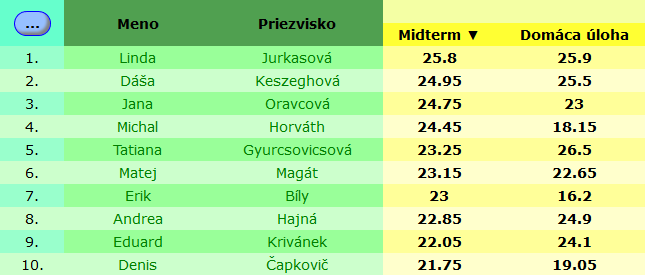 ... Meno Priezvisko Midterm ▼ Domáca úloha
1. Linda Jurkasová 25.8 25.9
2. Dáša Keszeghová 24.95 25.5
3. Jana Oravcová 24.75 23
4. Michal Horváth 24.45 18.15
5. Tatiana Gyurcsovicsová 23.25 26.5
6. Matej Magát 23.15 22.65
7. Erik Bíly 23 16.2
8. Andrea Hajná 22.85 24.9
9. Eduard Krivánek 22.05 24.1
10. Denis Čapkovič 21.75 19.05